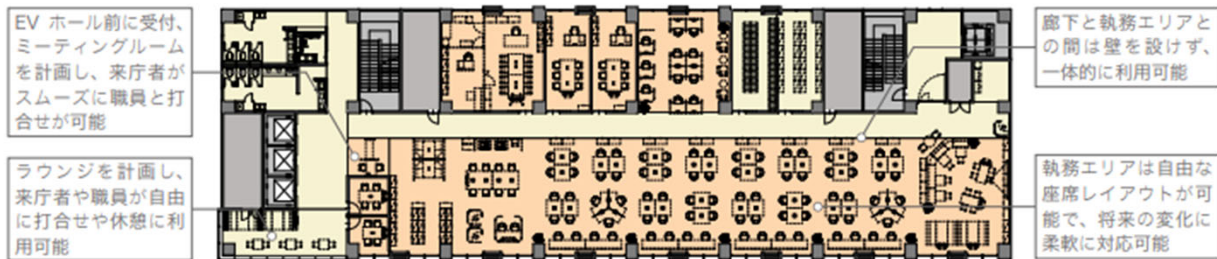 EV ホール前に受付、
ミーティングルーム
を計画し、来庁者が
スムーズに職員と打
合せが可能
ラウンジを計画し、
来庁者や職員が自由
に打合せや休憩に利
用可能
廊下と執務エリアと
の間は壁を設けず、
一体的に利用可能
執務エリアは自由な
座席レイアウトが可
能で、将来の変化に
柔軟に対応可能